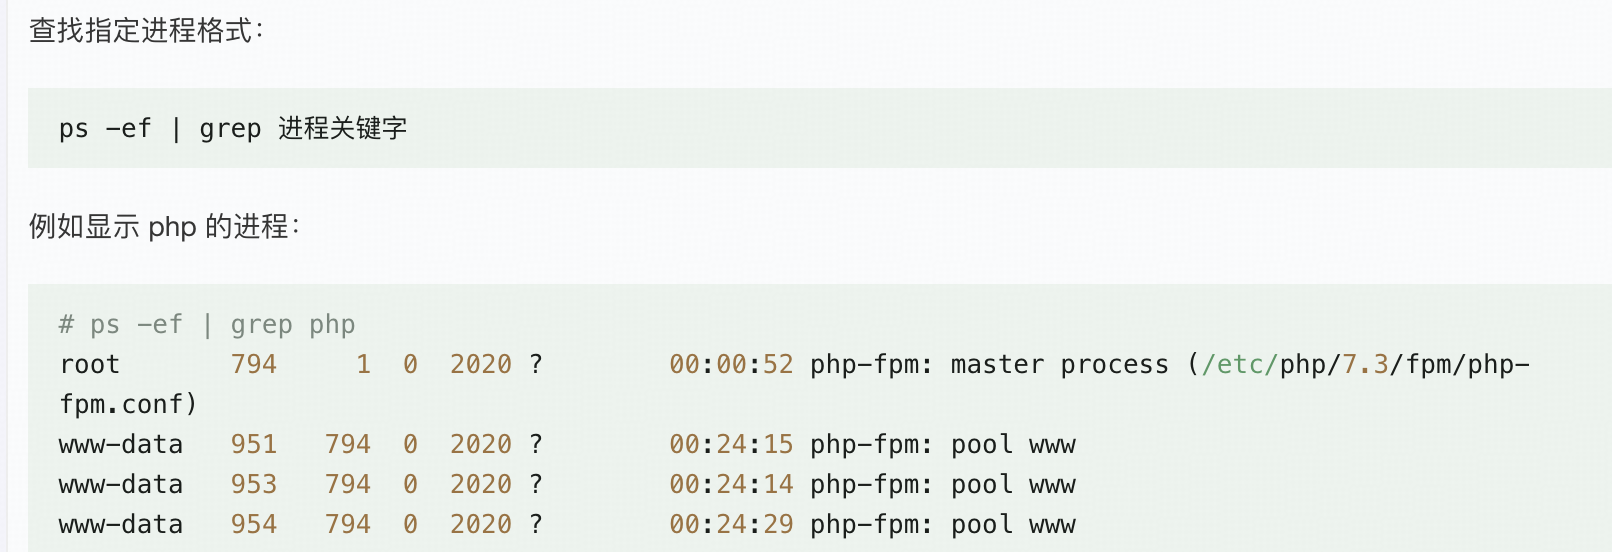 查找指定进程格式：
ps -ef | grep 进程关键字
例如显示 php 的进程：
# ps -ef | grep php
root       794     1  0  2020 ?        00:00:52 php-fpm: master process (/etc/php/7.3/fpm/php-
fpm.conf)
www-data   951   794  0  2020 ?        00:24:15 php-fpm: pool www
www-data   953   794  0  2020 ?        00:24:14 php-fpm: pool www
www-data   954   794  0  2020 ?        00:24:29 php-fpm: pool www